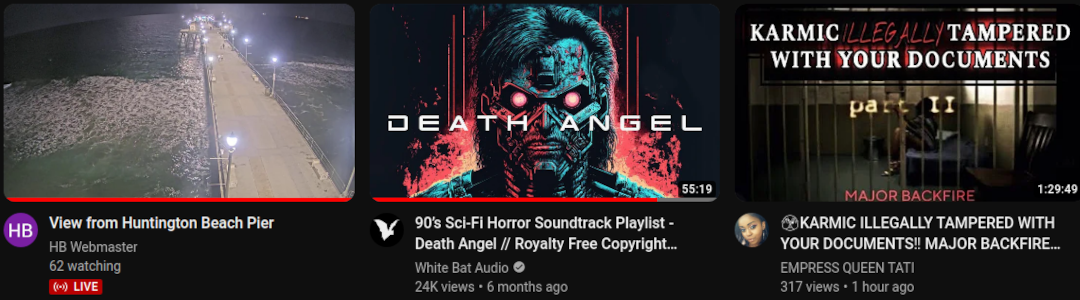 DEATH ANGEL
55:19
KARMIC ILLEGALLY TAMPERED
WITH YOUR DOCUMENTS
part II
MAJOR BACKFIRE
1:29:49
HB
View from Huntington Beach Pier
HB Webmaster
62 watching
LIVE
90's Sci-Fi Horror Soundtrack Playlist -
Death Angel // Royalty Free Copyright...
White Bat Audio
24K views • 6 months ago
KARMIC ILLEGALLY TAMPERED WITH
YOUR DOCUMENTS!! MAJOR BACKFIRE...
EMPRESS QUEEN TATI
317 views • 1 hour ago